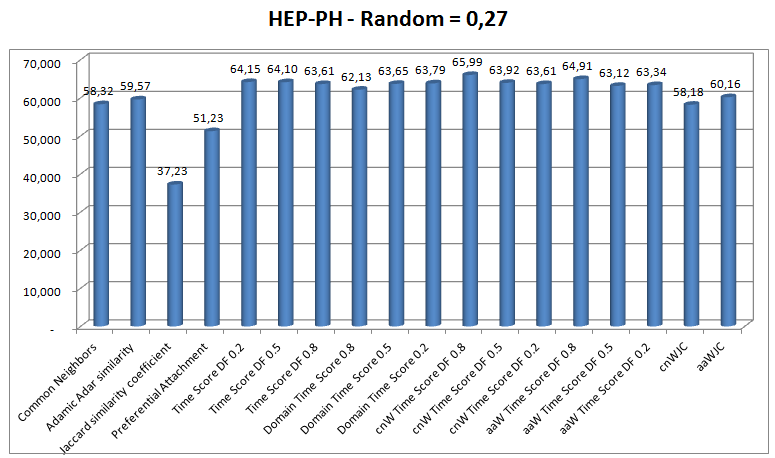 HEP-PH - Random = 0,27
70,000
60,000
50,000
40,000
30,000
20,000
10,000
-
58,32
59,57
37,23
51,23
64,15
64,10
63,61
62,13
63,65
63,79
65,99
63,92
63,61
64,91
63,12
63,34
58,18
60,16
Common Neighbors
Adamic Adar similarity
Jaccard similarity coefficient
Preferential Attachment
Time Score DF 0.2
Time Score DF 0.5
Time Score DF 0.8
Domain Time Score 0.8
Domain Time Score 0.5
Domain Time Score 0.2
cnW Time Score DF 0.8
cnW Time Score DF 0.5
cnW Time Score DF 0.2
aaW Time Score DF 0.8
aaW Time Score DF 0.5
aaW Time Score DF 0.2
cnWJC
aaWJC